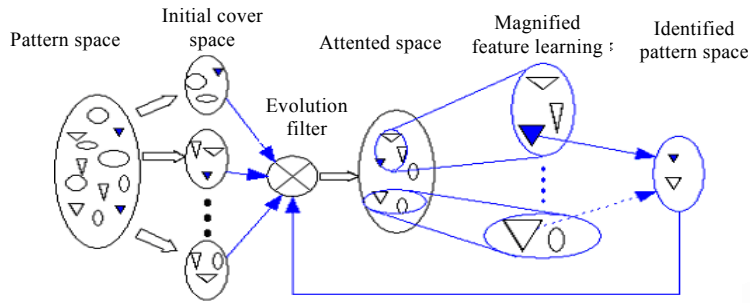 Pattern space
Initial cover
space
Evolution
filter
Attented space
Magnified
feature learning :
Identified
pattern space